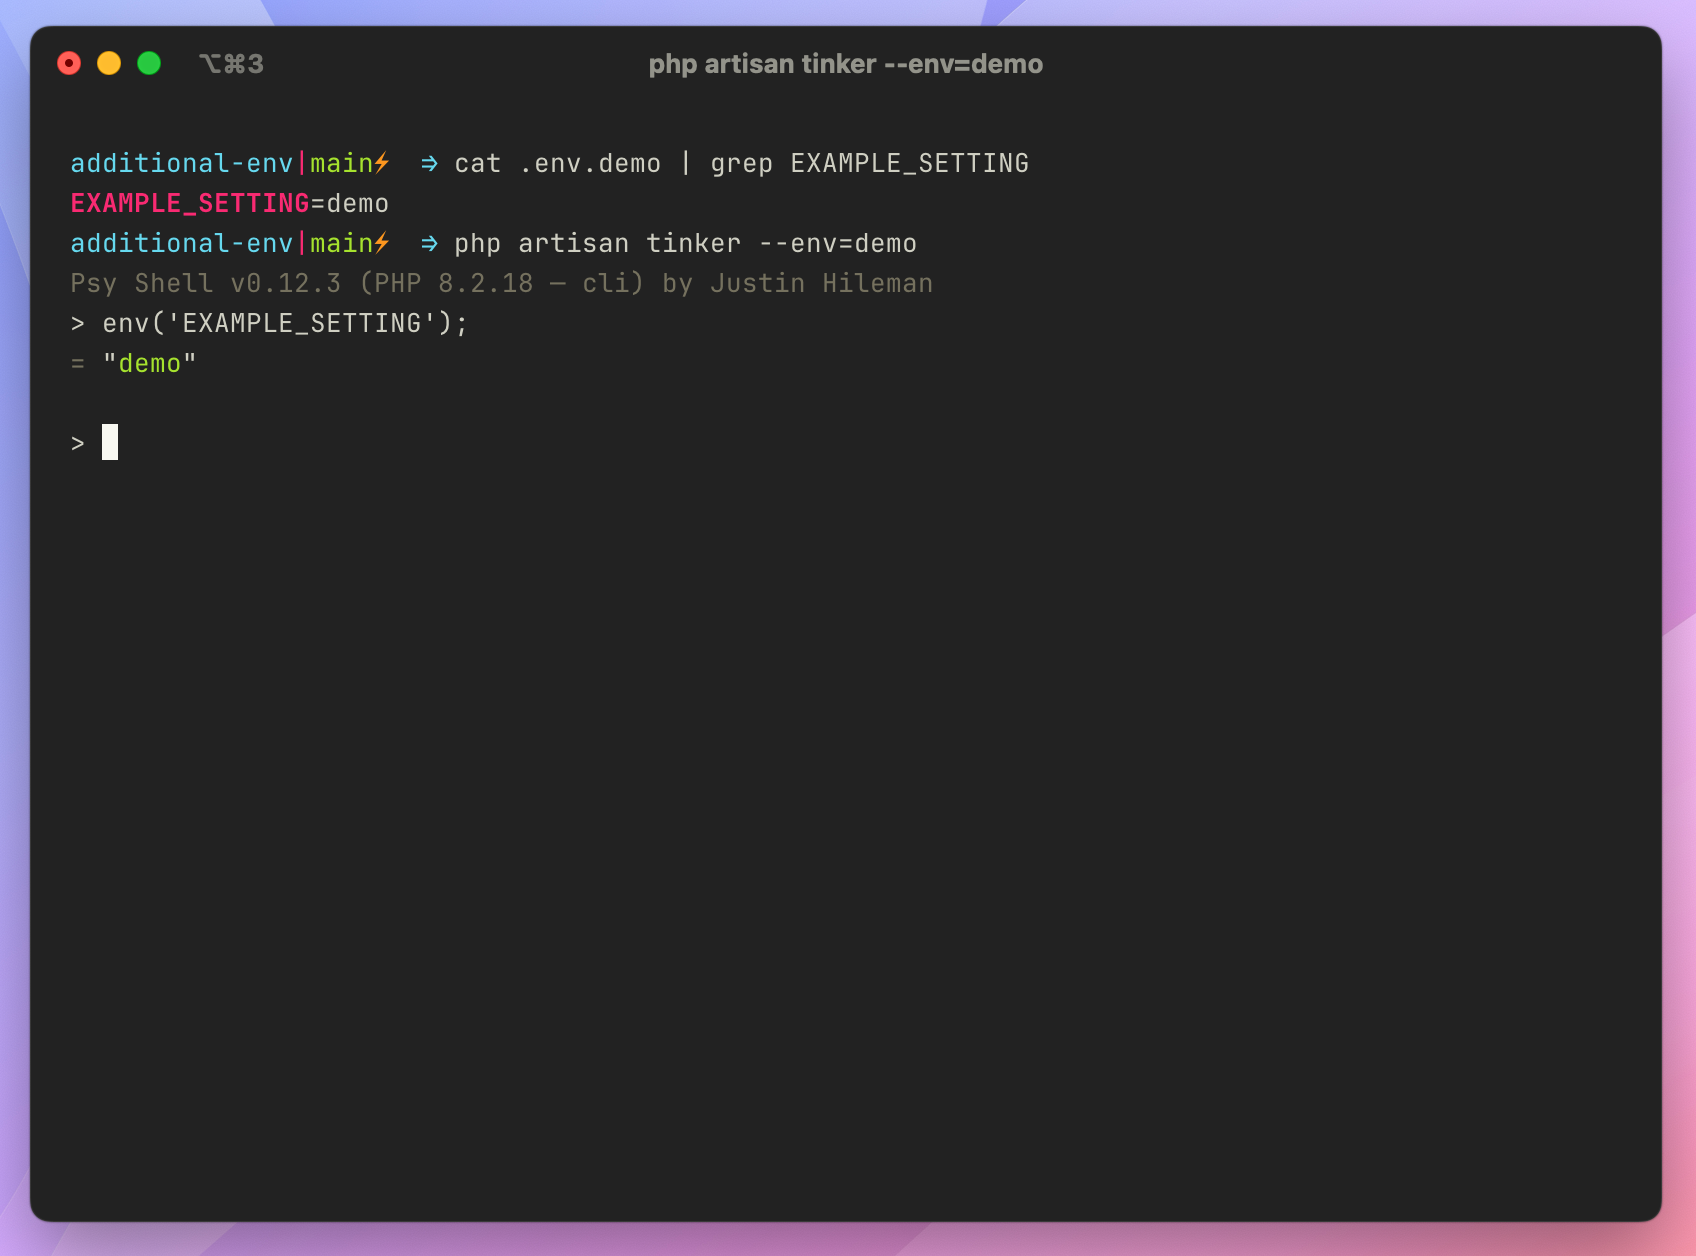 ⌥⌘3 php artisan tinker --env=demo
additional-env|main⚡ ⇒ cat .env.demo | grep EXAMPLE_SETTING
EXAMPLE_SETTING=demo
additional-env|main⚡ ⇒ php artisan tinker --env=demo
Psy Shell v0.12.3 (PHP 8.2.18 — cli) by Justin Hileman
> env('EXAMPLE_SETTING');
= "demo"
>